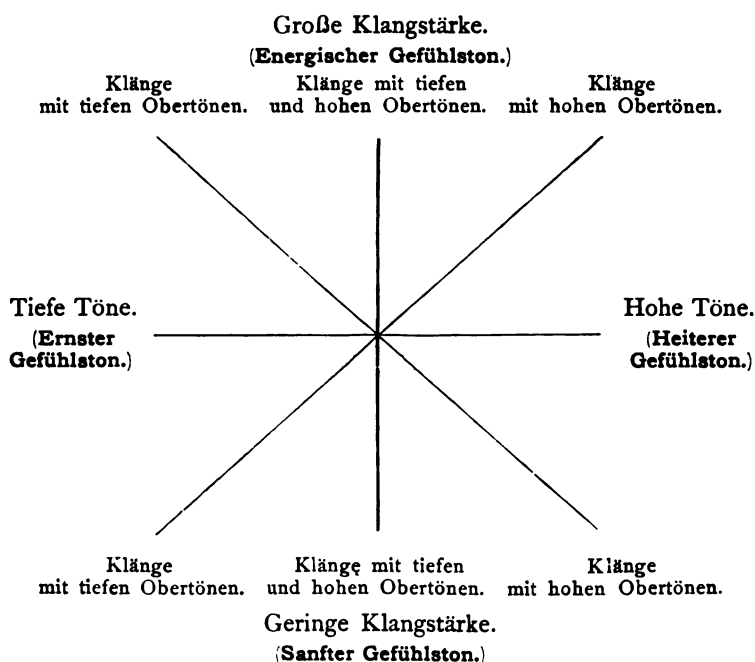 Große Klangstärke.
(Energischer Gefühlston.)
Klänge
mit tiefen Obertönen.
Klänge mit tiefen
und hohen Obertönen.
Klänge
mit hohen Obertönen.
Tiefe Töne.
(Ernster
Gefühlston.)
Hohe Töne.
(Heiterer
Gefühlston.)
Klänge
mit tiefen Obertönen.
Klänge mit tiefen
und hohen Obertönen.
Klänge
mit hohen Obertönen.
Geringe Klangstärke.
(Sanfter Gefühlston.)